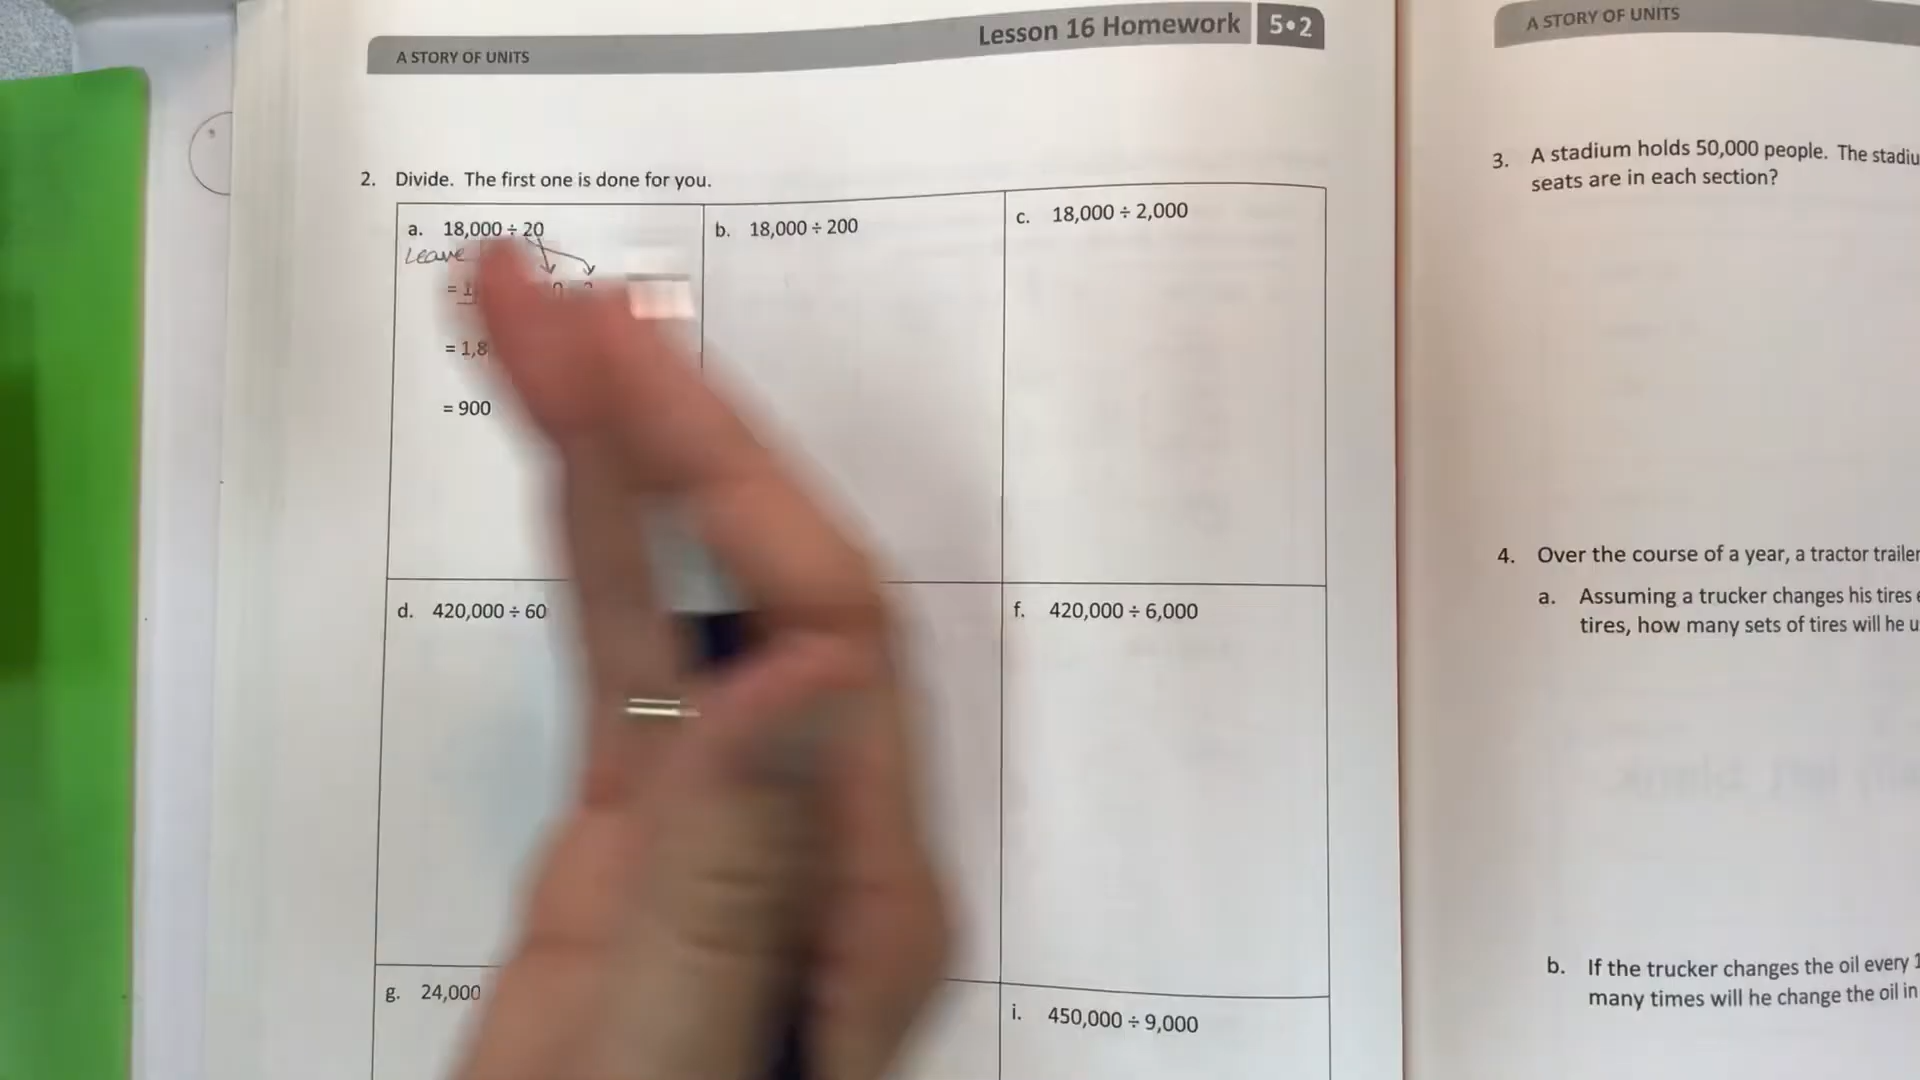 Lesson 16 Homework 5•2
A STORY OF UNITS
2. Divide. The first one is done for you.
a. 18,000 ÷ 20
Leave
= 1,8
= 900
b. 18,000 ÷ 200
c. 18,000 ÷ 2,000
d. 420,000 ÷ 60
f. 420,000 ÷ 6,000
g. 24,000
i. 450,000 ÷ 9,000
A STORY OF UNITS
3. A stadium holds 50,000 people. The
seats are in each section?
4. Over the course of a year, a tractor trailer
a. Assuming a trucker changes his tires
tires, how many sets of tires will he
b. If the trucker changes the oil every
many times will he change the oil in